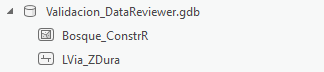 Validacion_DataReviewer.gdb
Bosque_ConstrR
LVia_ZDura